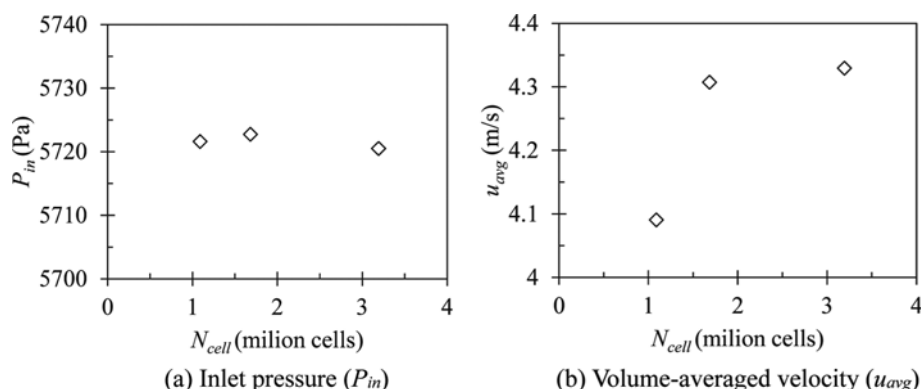 5740
5730
5720
5710
5700
P_in (Pa)
0 1 2 3 4
N_cell (milion cells)
(a) Inlet pressure (P_in)
4.4
4.3
4.2
4.1
4
u_avg (m/s)
0 1 2 3 4
N_cell (milion cells)
(b) Volume-averaged velocity (u_avg)